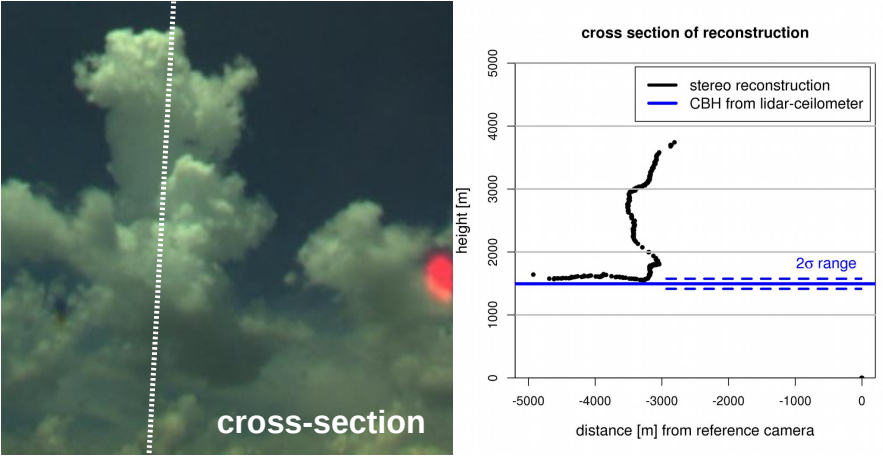 cross-section
cross section of reconstruction
stereo reconstruction
CBH from lidar-ceilometer
2σ range
height [m]
5000
4000
3000
2000
1000
0
-5000 -4000 -3000 -2000 -1000 0
distance [m] from reference camera